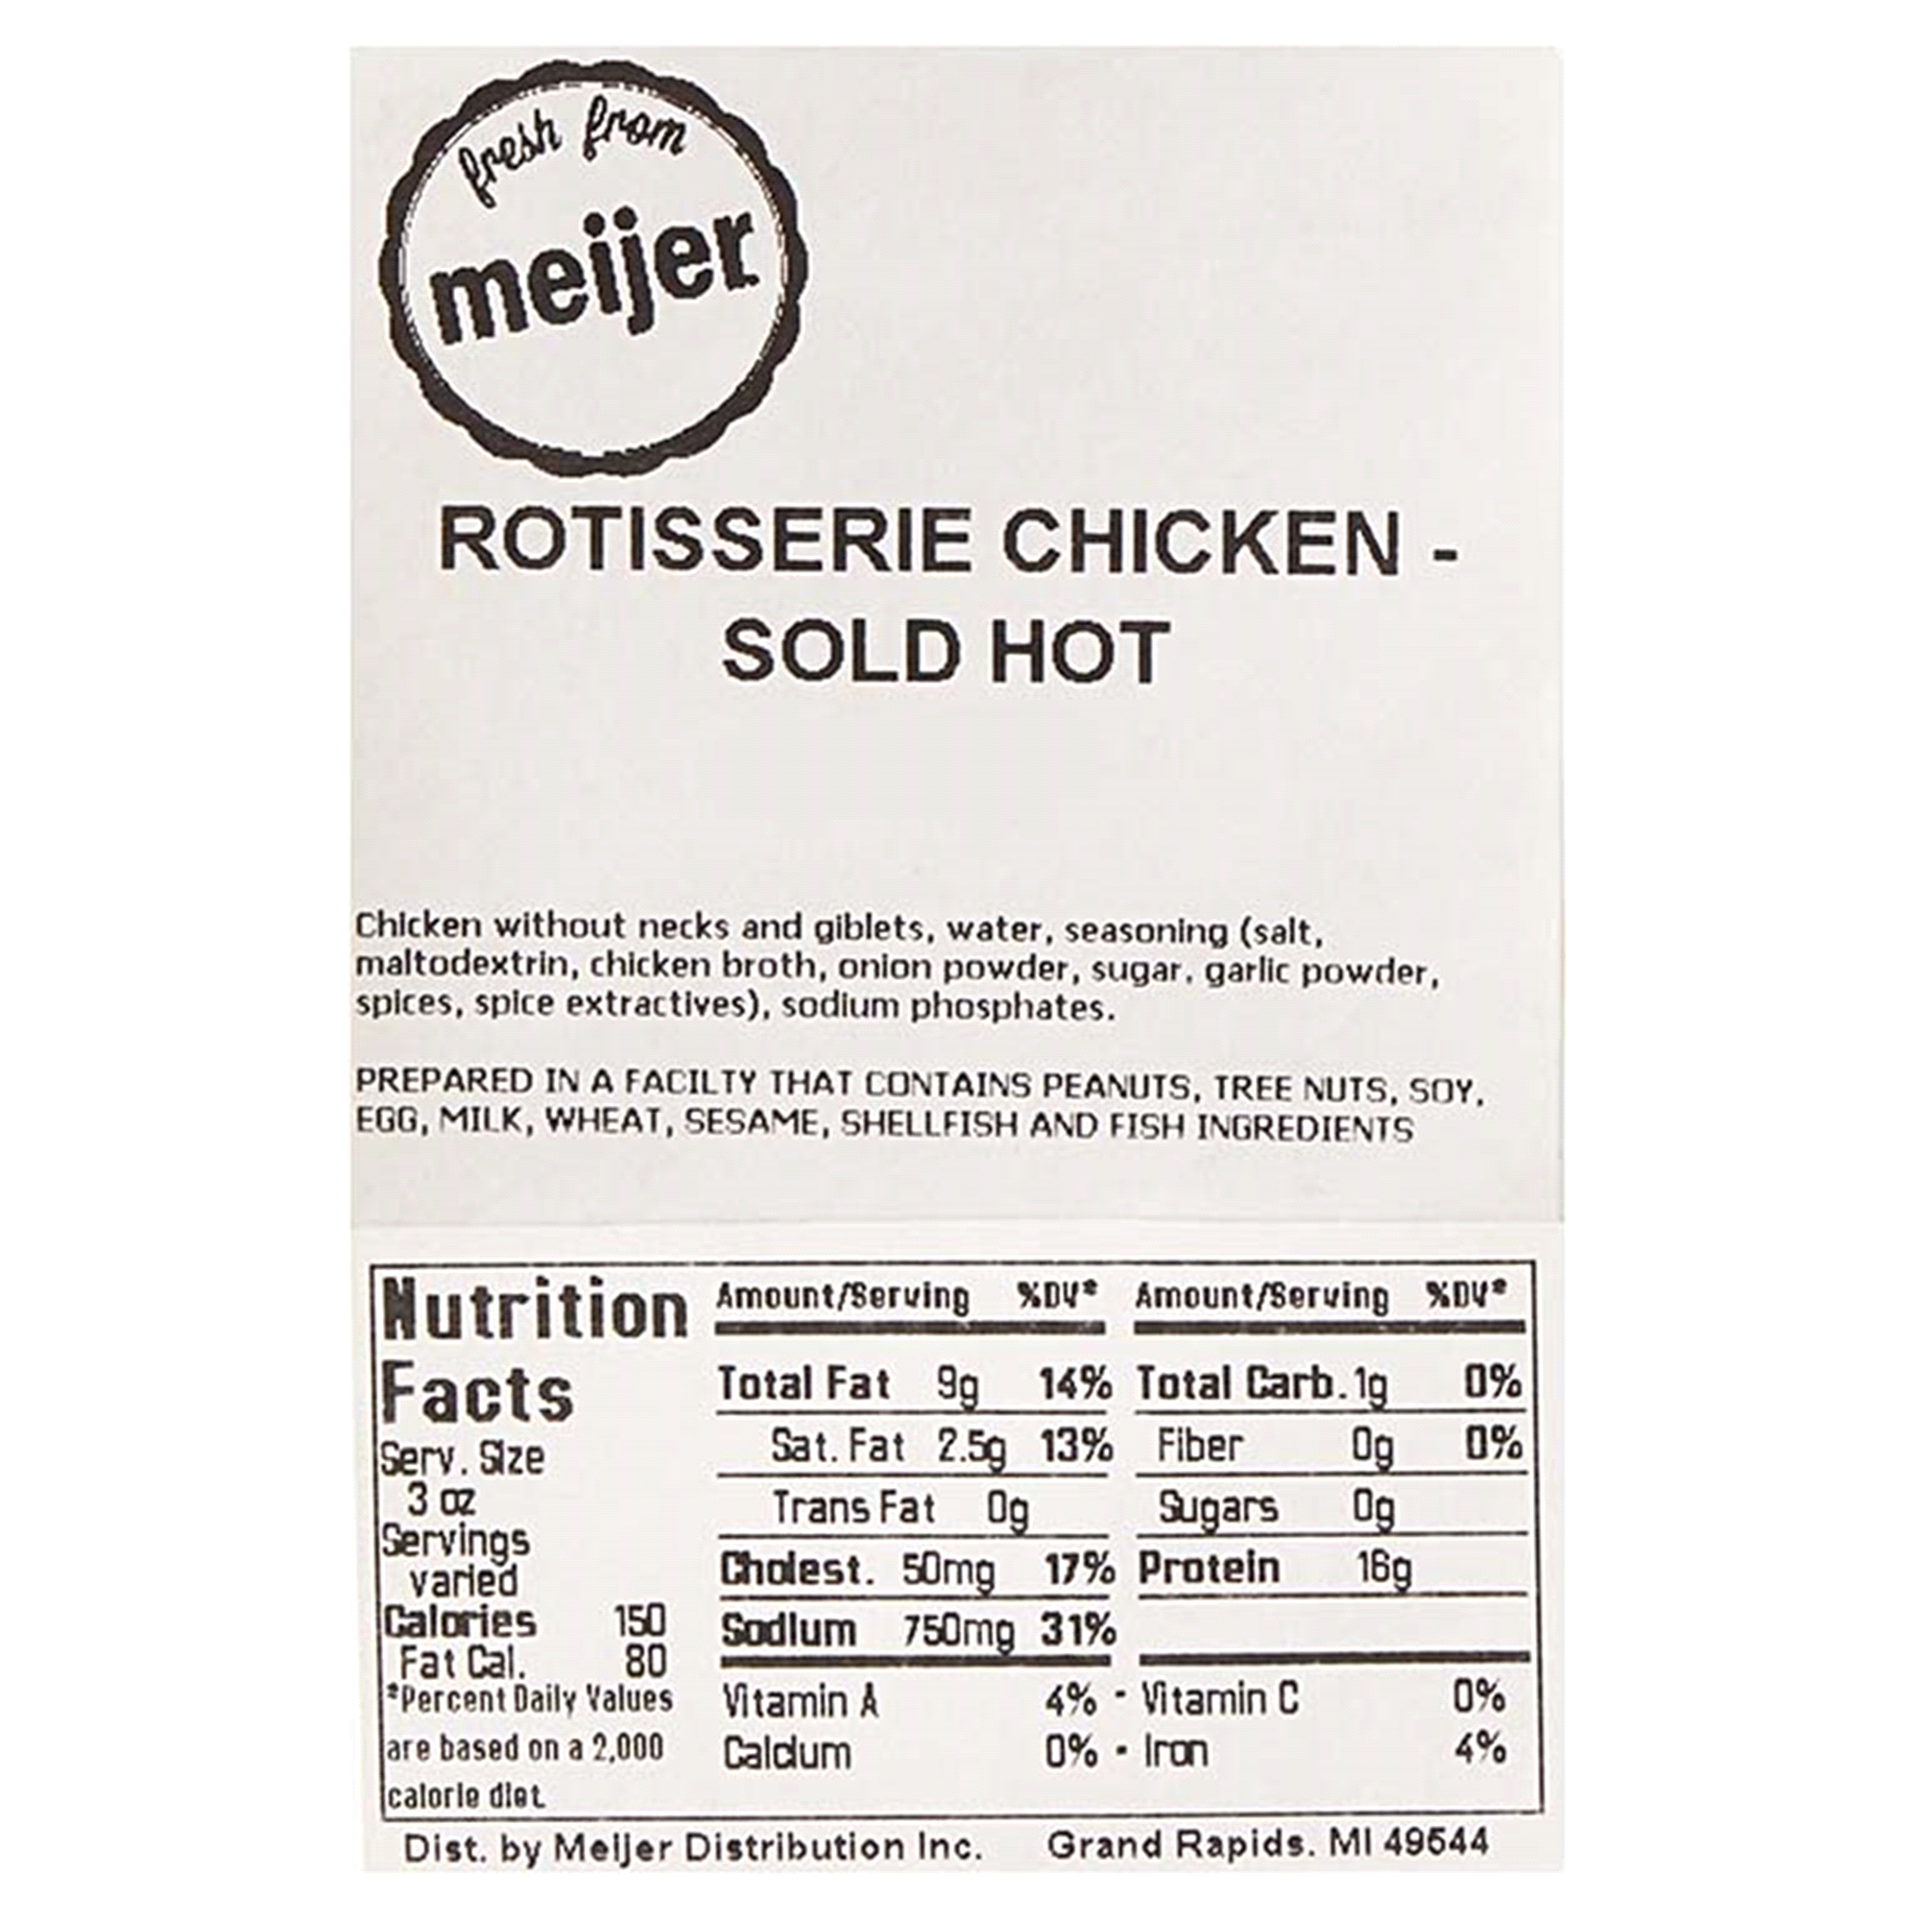 fresh from
meijer
ROTISSERIE CHICKEN -
SOLD HOT
Chicken without necks and giblets, water, seasoning (salt,
maltodextrin, chicken broth, onion powder, sugar, garlic powder,
spices, spice extractives), sodium phosphates.
PREPARED IN A FACILTY THAT CONTAINS PEANUTS, TREE NUTS, SOY,
EGG, MILK, WHEAT, SESAME, SHELLFISH AND FISH INGREDIENTS
Nutrition
Facts
Serv. Size
3 oz
Servings
varied
Calories 150
Fat Cal. 80
*Percent Daily Values
are based on a 2,000
calorie diet.
Amount/Serving %DV* Amount/Serving %DV*
Total Fat 9g 14% Total Carb. 1g 0%
Sat. Fat 2.5g 13% Fiber 0g 0%
Trans Fat 0g Sugars 0g
Cholest. 50mg 17% Protein 16g
Sodium 750mg 31%
Vitamin A 4% - Vitamin C 0%
Calcium 0% - Iron 4%
Dist. by Meijer Distribution Inc. Grand Rapids. MI 49544